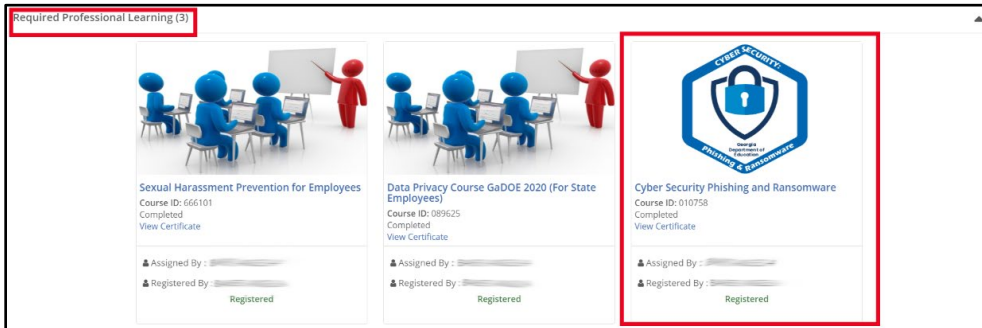 Required Professional Learning (3)
Sexual Harassment Prevention for Employees
Course ID: 666101
Completed
View Certificate
Assigned By :
Registered By :
Registered
Data Privacy Course GaDOE 2020 (For State
Employees)
Course ID: 089625
Completed
View Certificate
Assigned By :
Registered By :
Registered
CYBER SECURITY:
Georgia
Department of
Education
Phishing & Ransomware
Cyber Security Phishing and Ransomware
Course ID: 010758
Completed
View Certificate
Assigned By :
Registered By :
Registered